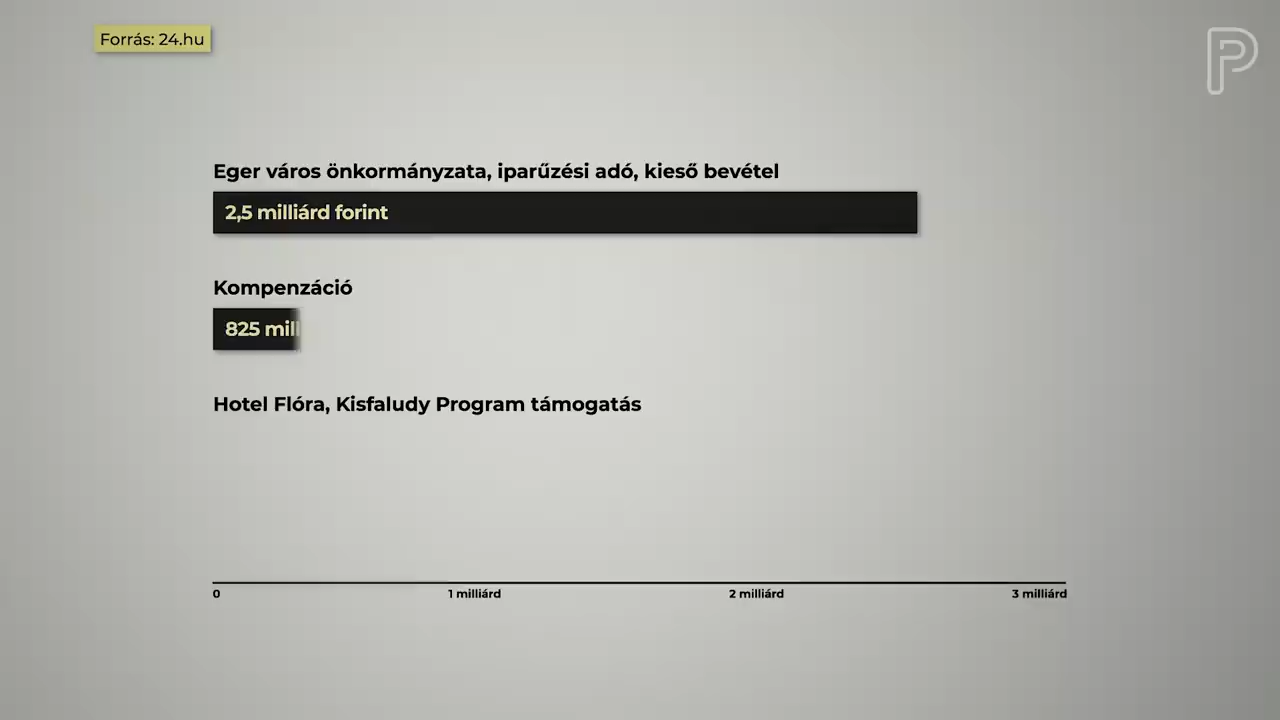 Forrás: 24.hu
P
Eger város önkormányzata, iparűzési adó, kieső bevétel
2,5 milliárd forint
Kompenzáció
825 mill
Hotel Flóra, Kisfaludy Program támogatás
0 1 milliárd 2 milliárd 3 milliárd